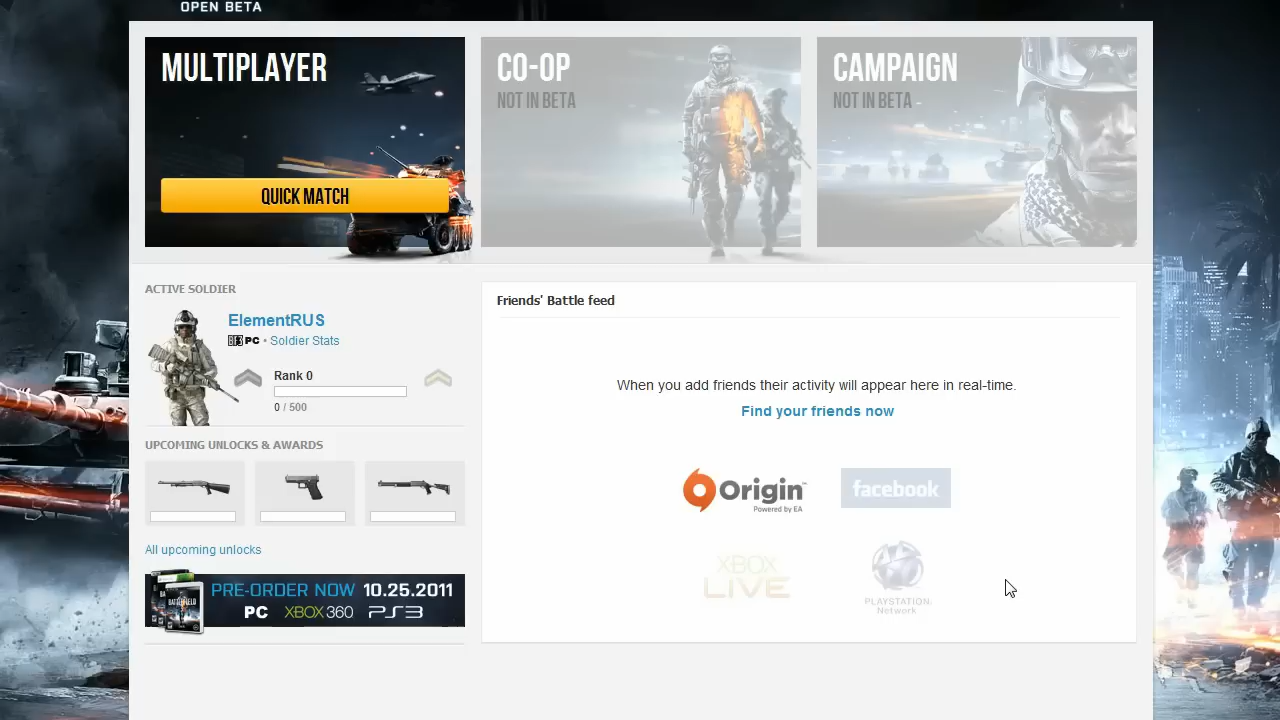 OPEN BETA
MULTIPLAYER
QUICK MATCH
CO-OP
NOT IN BETA
CAMPAIGN
NOT IN BETA
ACTIVE SOLDIER
ElementRUS
PC • Soldier Stats
Rank 0
0 / 500
UPCOMING UNLOCKS & AWARDS
All upcoming unlocks
PRE-ORDER NOW 10.25.2011
PC XBOX 360 PS3
Friends' Battle feed
When you add friends their activity will appear here in real-time.
Find your friends now
Origin™
Powered by EA
facebook
XBOX
LIVE
PLAYSTATION®
Network